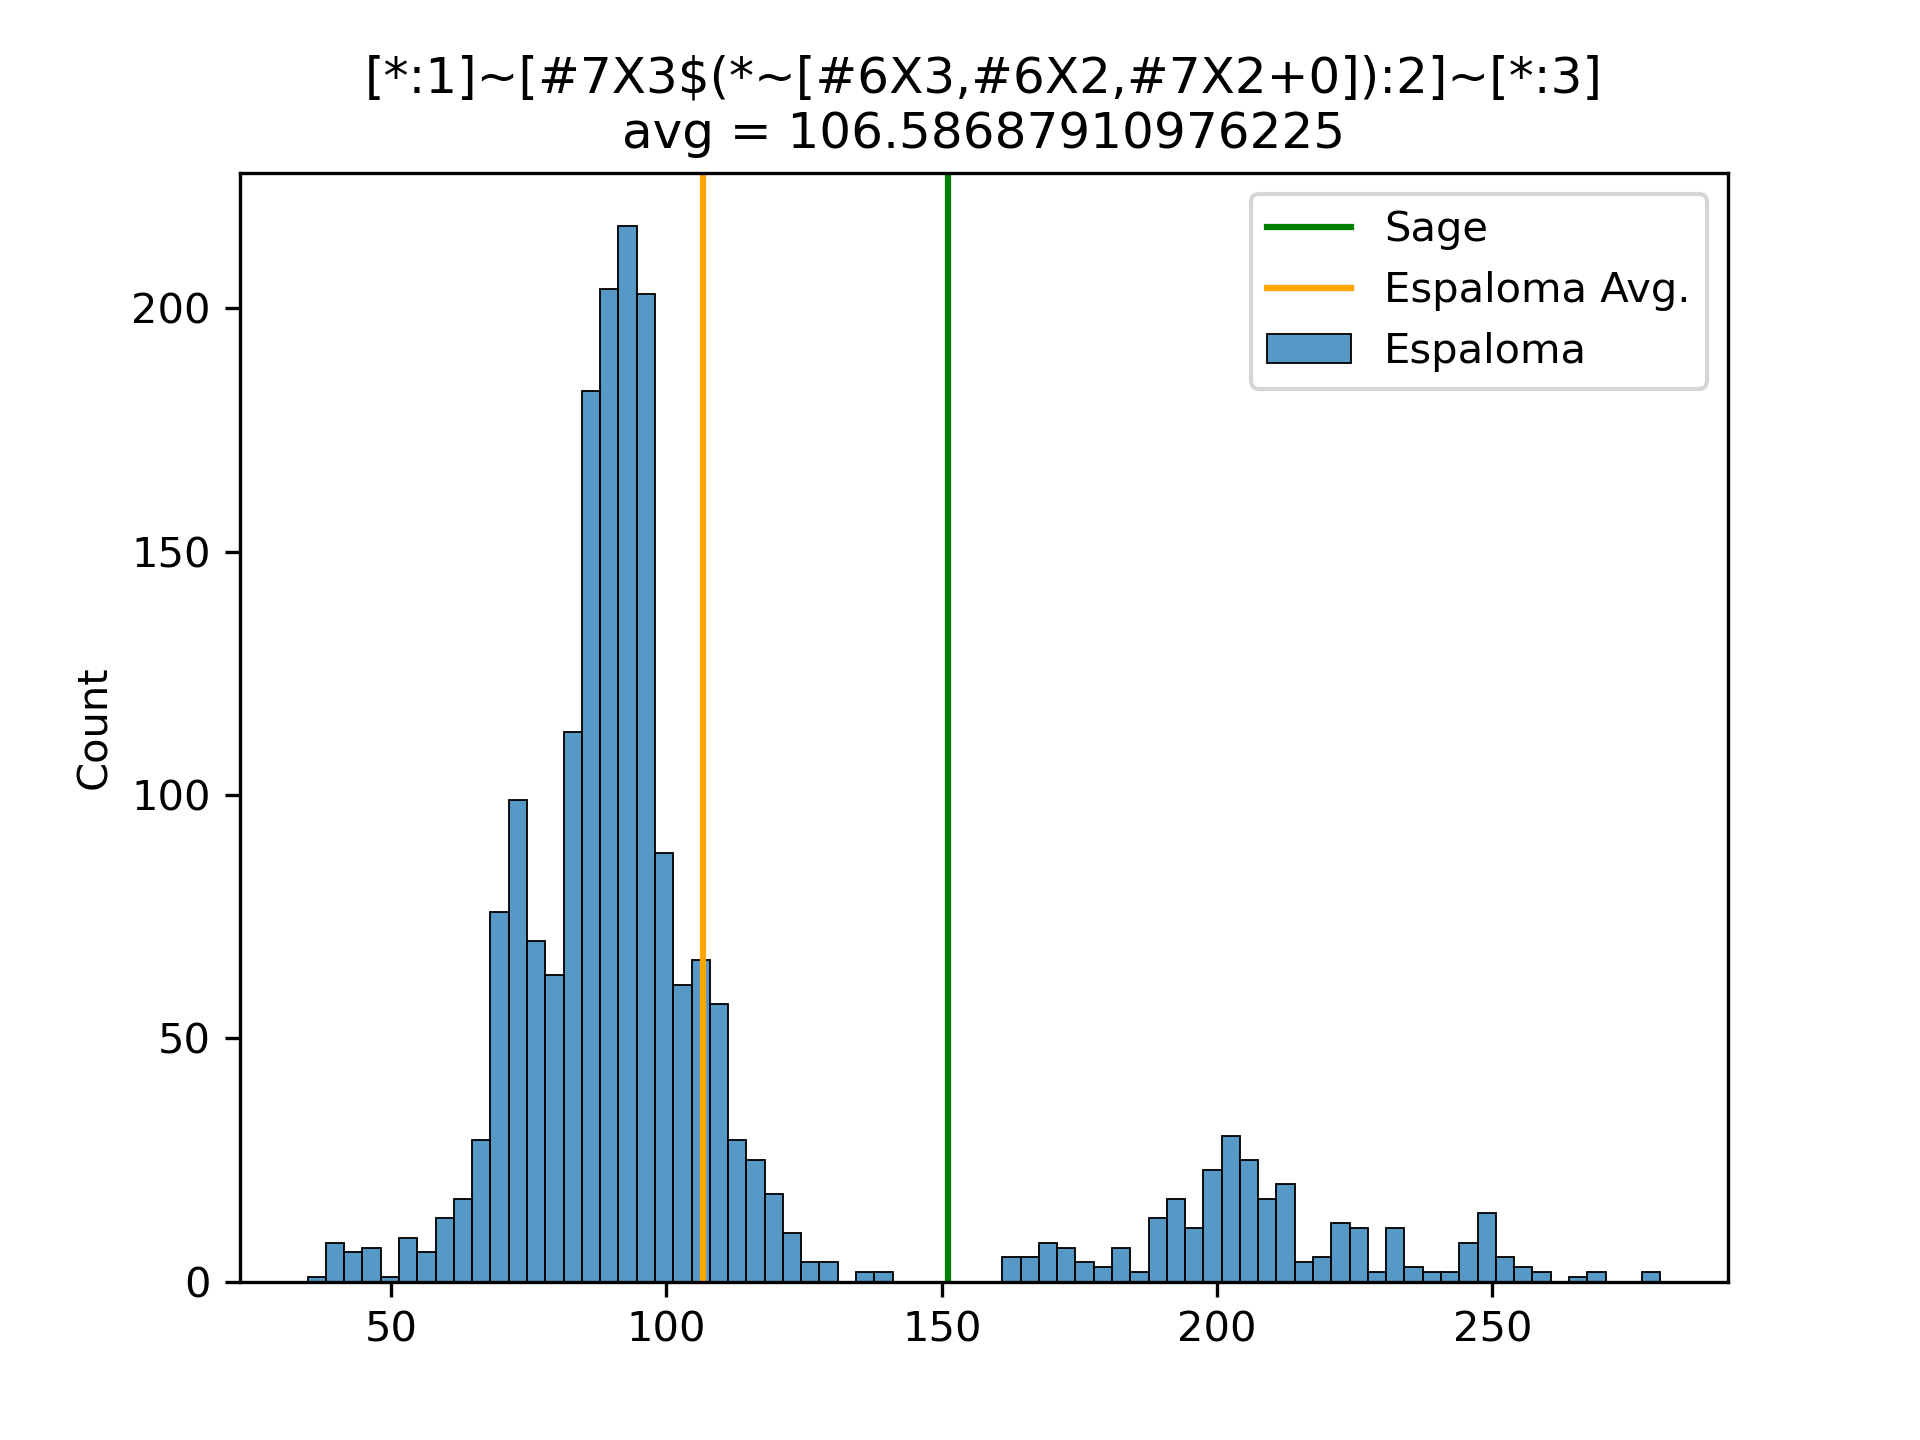 [*:1]~[#7X3$(*~[#6X3,#6X2,#7X2+0]):2]~[*:3]
avg = 106.58687910976225
Sage
Espaloma Avg.
Espaloma
Count
200
150
100
50
0
50
100
150
200
250